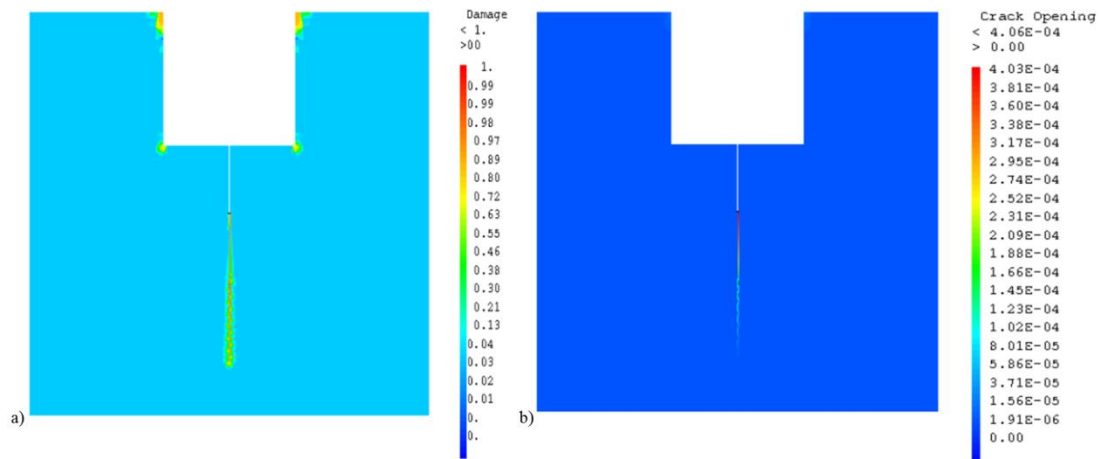 Damage
< 1.
>00
1.
0.99
0.98
0.97
0.89
0.80
0.72
0.63
0.55
0.46
0.38
0.30
0.21
0.13
0.04
0.03
0.02
0.01
0.
0.
a)
Crack Opening
< 4.06E-04
> 0.00
4.03E-04
3.81E-04
3.60E-04
3.38E-04
3.17E-04
2.95E-04
2.74E-04
2.52E-04
2.31E-04
2.09E-04
1.88E-04
1.66E-04
1.45E-04
1.23E-04
1.02E-04
8.01E-05
5.86E-05
3.71E-05
1.56E-05
1.91E-06
0.00
b)